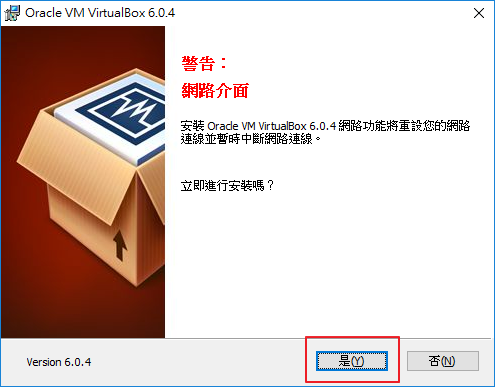 Oracle VM VirtualBox 6.0.4
警告：
網路介面
安裝 Oracle VM VirtualBox 6.0.4 網路功能將重設您的網路
連線並暫時中斷網路連線。
立即進行安裝嗎？
Version 6.0.4
是(Y)
否(N)